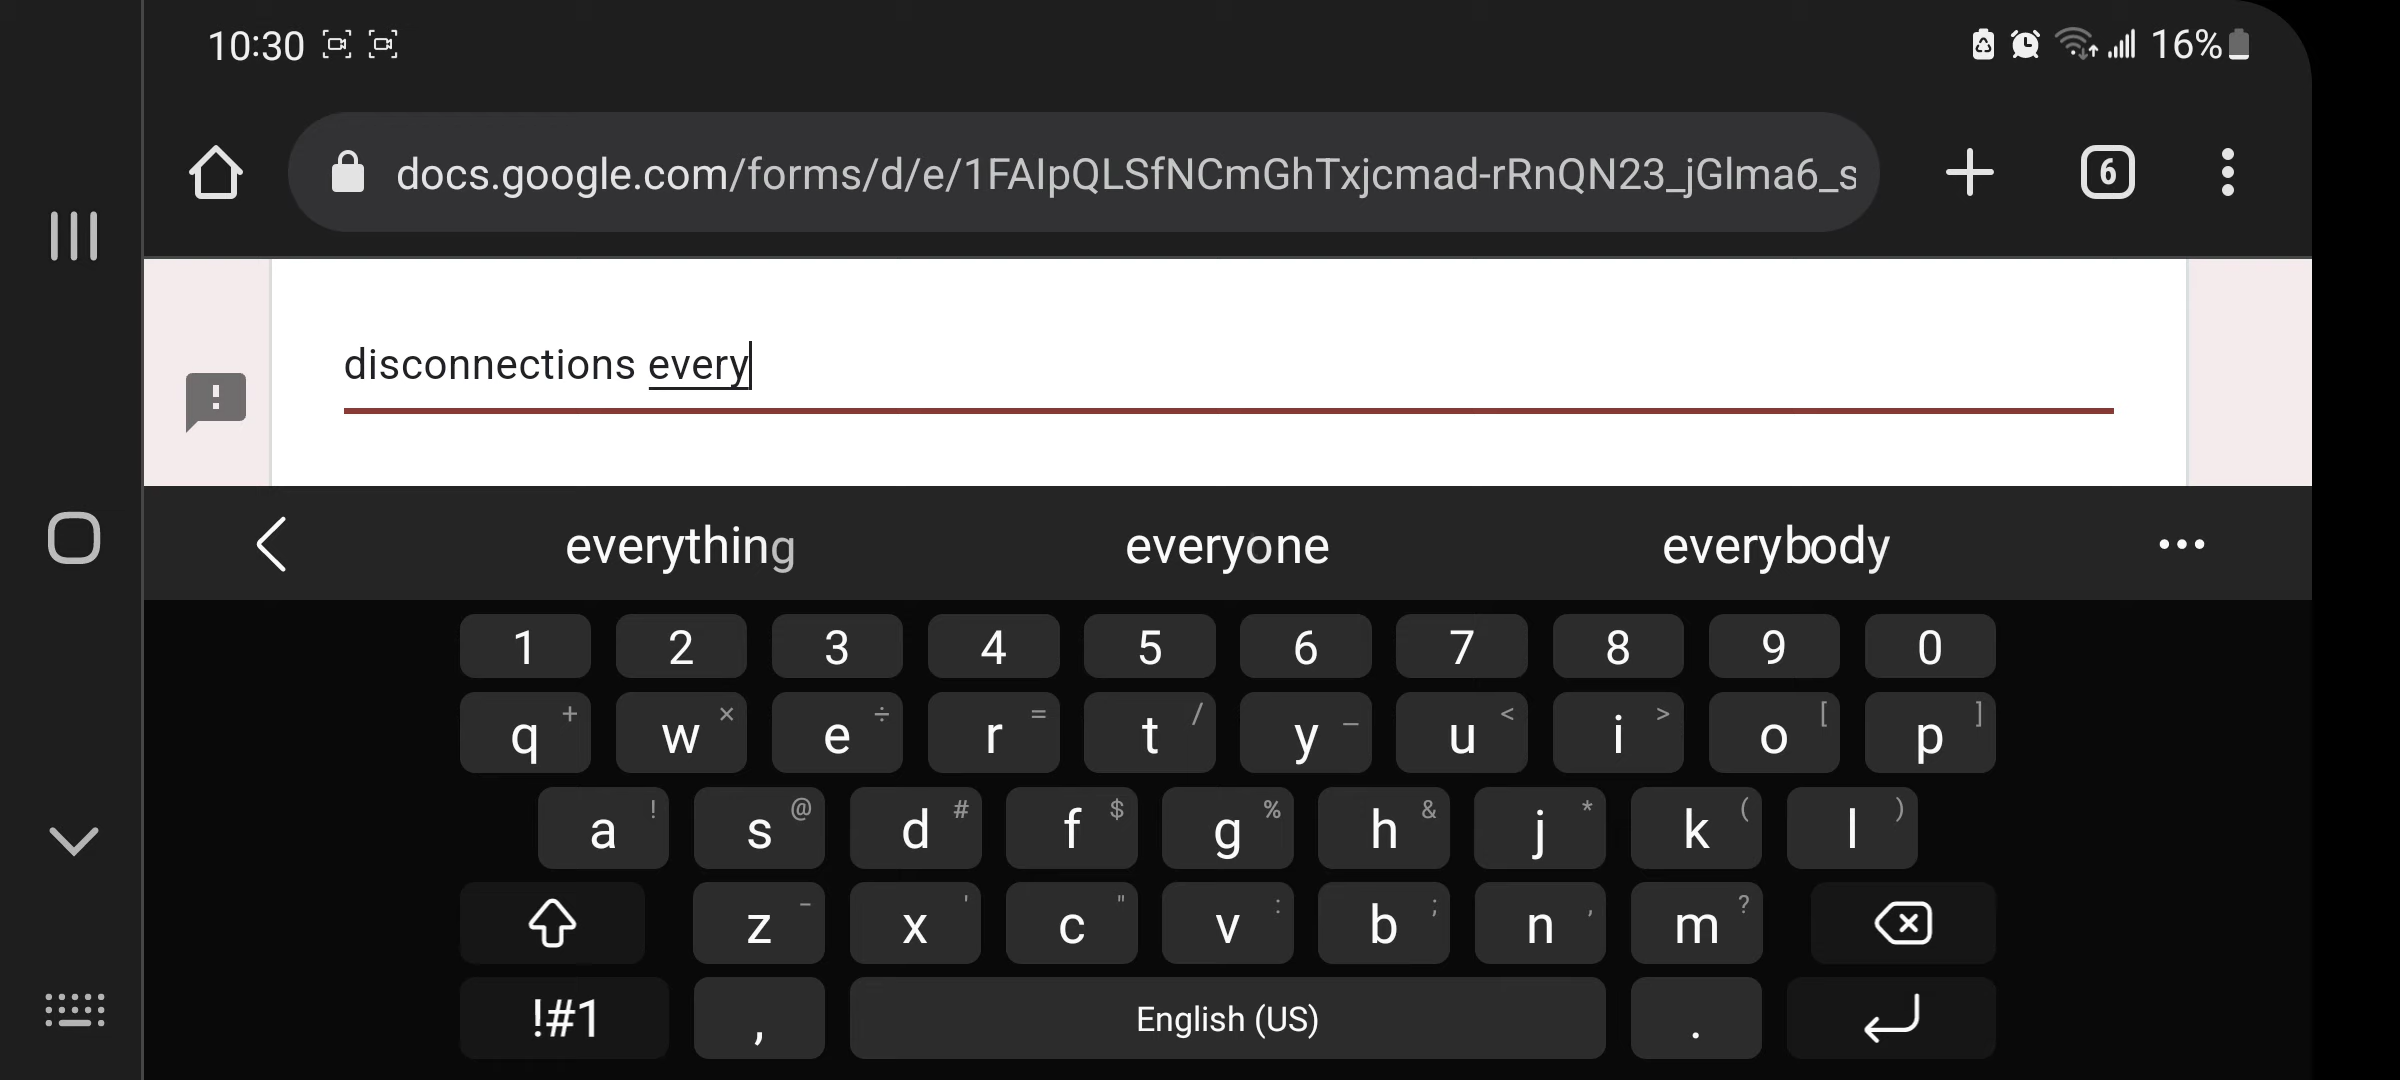 10:30 16%
docs.google.com/forms/d/e/1FAIpQLSfNCmGhTxjcmad-rRnQN23_jGlma6_s
6
disconnections every
everything everyone everybody
1 2 3 4 5 6 7 8 9 0
q + w × e ÷ r = t / y _ u < i > o [ p ]
a ! s @ d # f $ g % h & j * k ( l )
z - x ' c " v : b ; n , m ?
!#1 , English (US) .